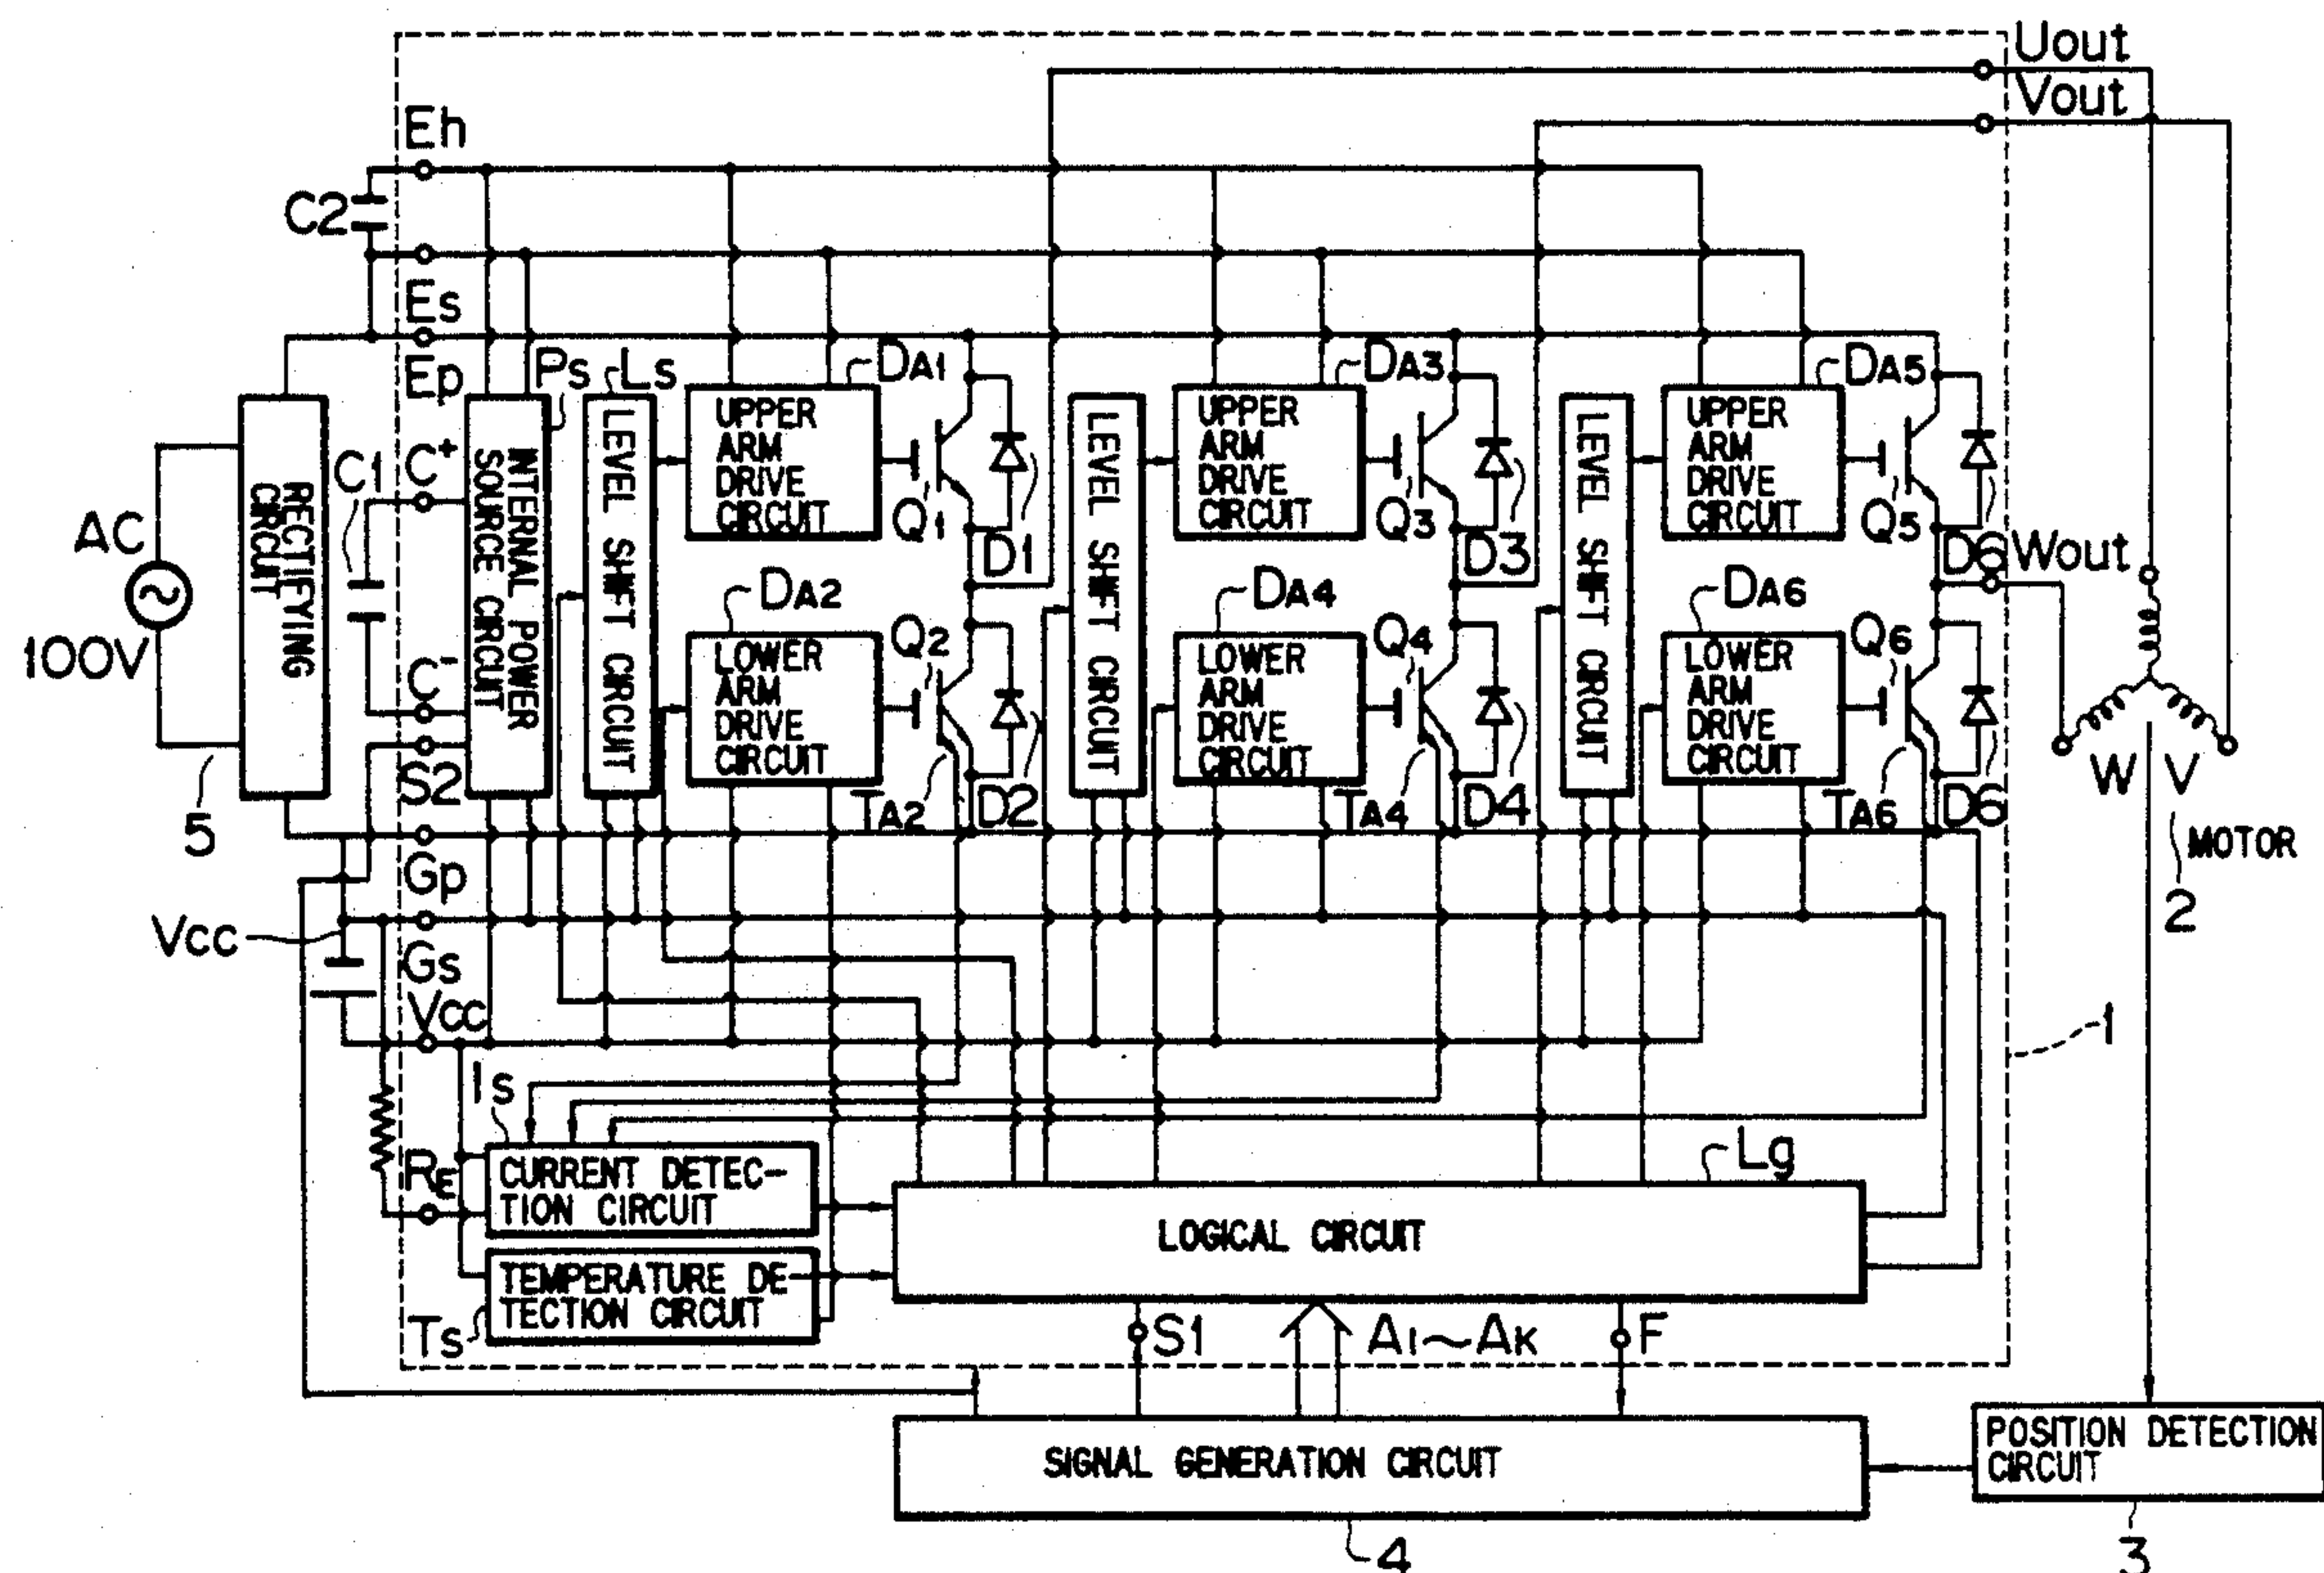 Uout
Vout
Eh
C2
Es
Ep
Ps
Ls
DA1
DA3
DA5
UPPER
ARM
DRIVE
CIRCUIT
UPPER
ARM
DRIVE
CIRCUIT
UPPER
ARM
DRIVE
CIRCUIT
LEVEL SHIFT CIRCUIT
LEVEL SHIFT CIRCUIT
LEVEL SHIFT CIRCUIT
INTERNAL POWER
SOURCE CIRCUIT
RECTIFYING
CIRCUIT
C1
C+
AC
100V
C-
S2
5
Q1
D1
Q3
D3
Q5
D6
Wout
DA2
DA4
DA6
Q2
Q4
Q6
LOWER
ARM
DRIVE
CIRCUIT
LOWER
ARM
DRIVE
CIRCUIT
LOWER
ARM
DRIVE
CIRCUIT
TA2
D2
TA4
D4
TA6
D6
W
V
MOTOR
2
Gp
Vcc
Gs
Vcc
1
Is
RE
CURRENT DETEC-
TION CIRCUIT
Lg
LOGICAL CIRCUIT
TEMPERATURE DE-
TECTION CIRCUIT
Ts
S1
A1~AK
F
SIGNAL GENERATION CIRCUIT
POSITION DETECTION
CIRCUIT
4
3